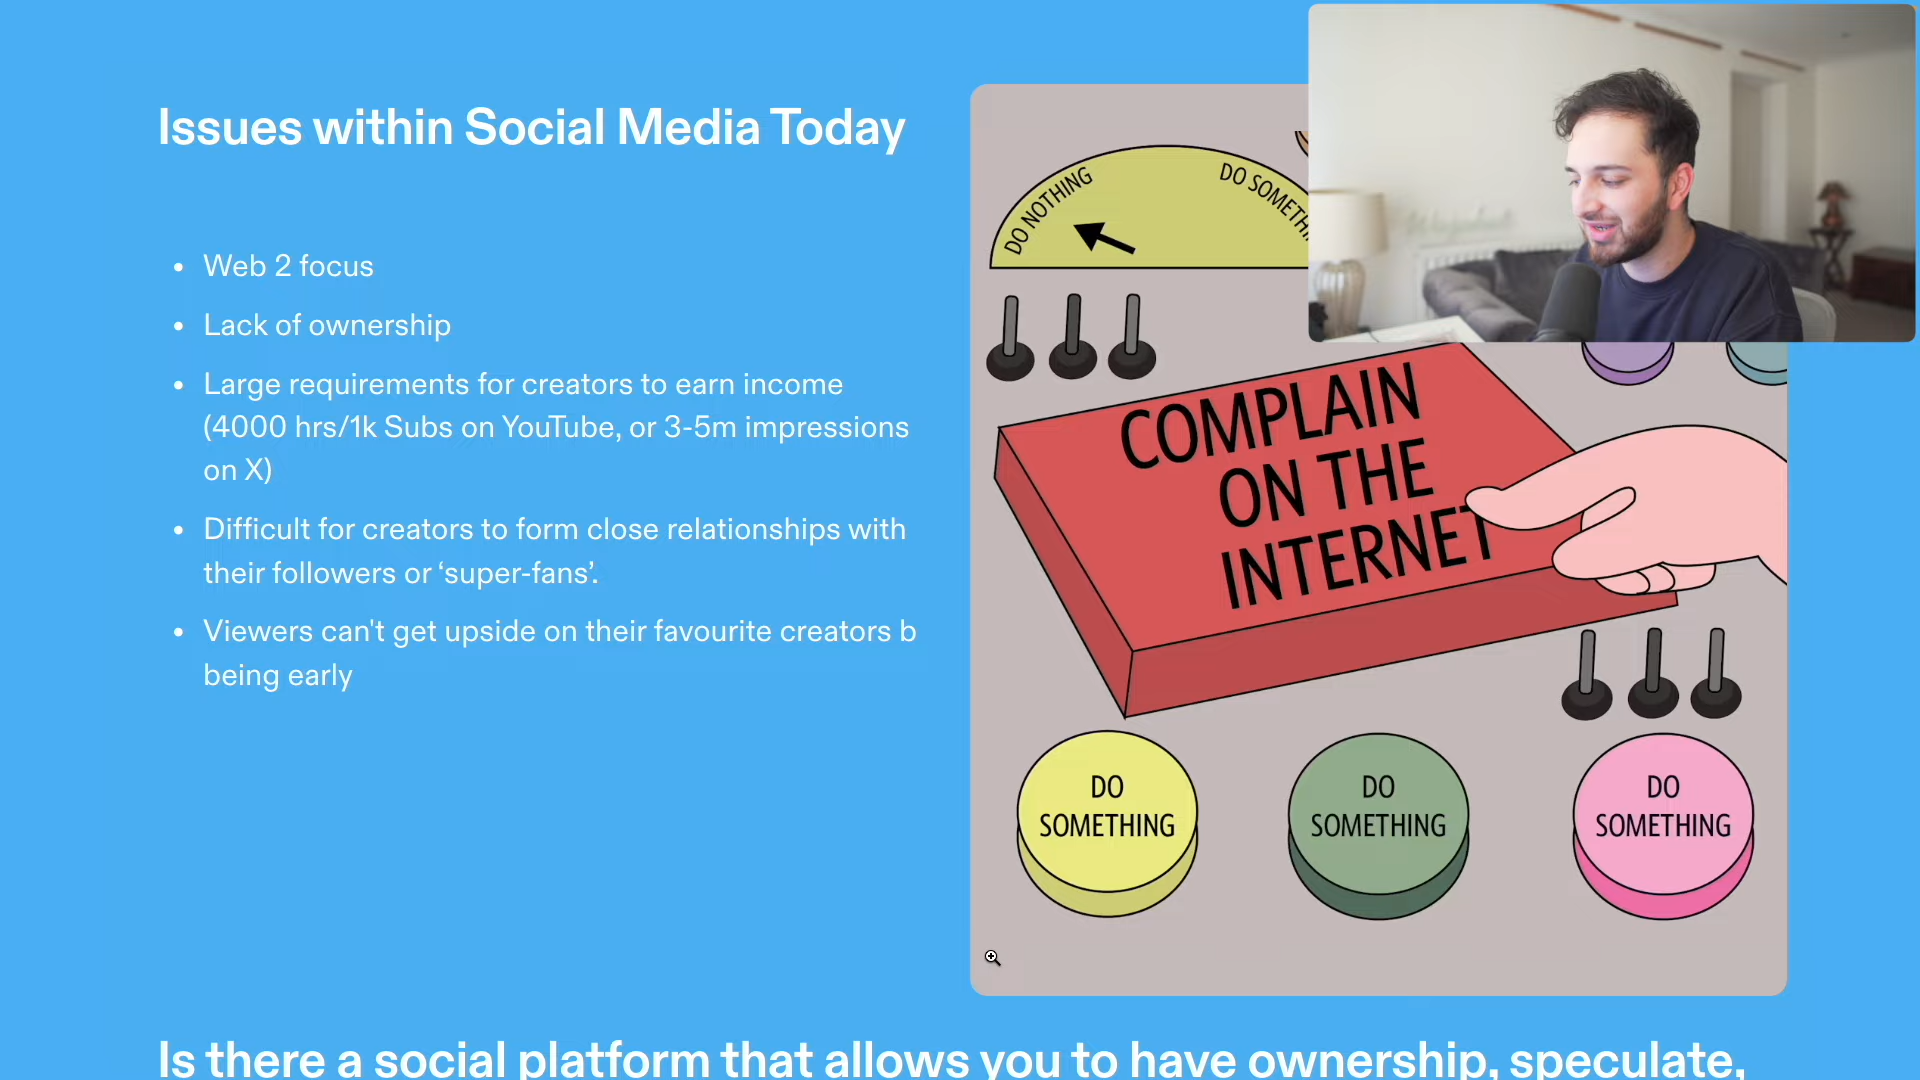 Issues within Social Media Today
Web 2 focus
Lack of ownership
Large requirements for creators to earn income
(4000 hrs/1k Subs on YouTube, or 3-5m impressions
on X)
Difficult for creators to form close relationships with
their followers or ‘super-fans’.
Viewers can't get upside on their favourite creators b
being early
DO NOTHING
DO SOMETHIN
COMPLAIN
ON THE
INTERNET
DO
SOMETHING
DO
SOMETHING
DO
SOMETHING
Is there a social platform that allows you to have ownership, speculate,